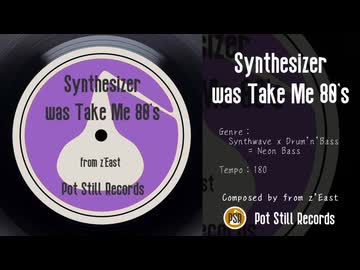 Synthesizer
was Take Me 80's
from z'East
Pot Still Records
Synthesizer
was Take Me 80's
Genre :
Synthwave x Drum'n'Bass
= Neon Bass
Tempo : 180
Composed by from z'East
PSR
Pot Still Records